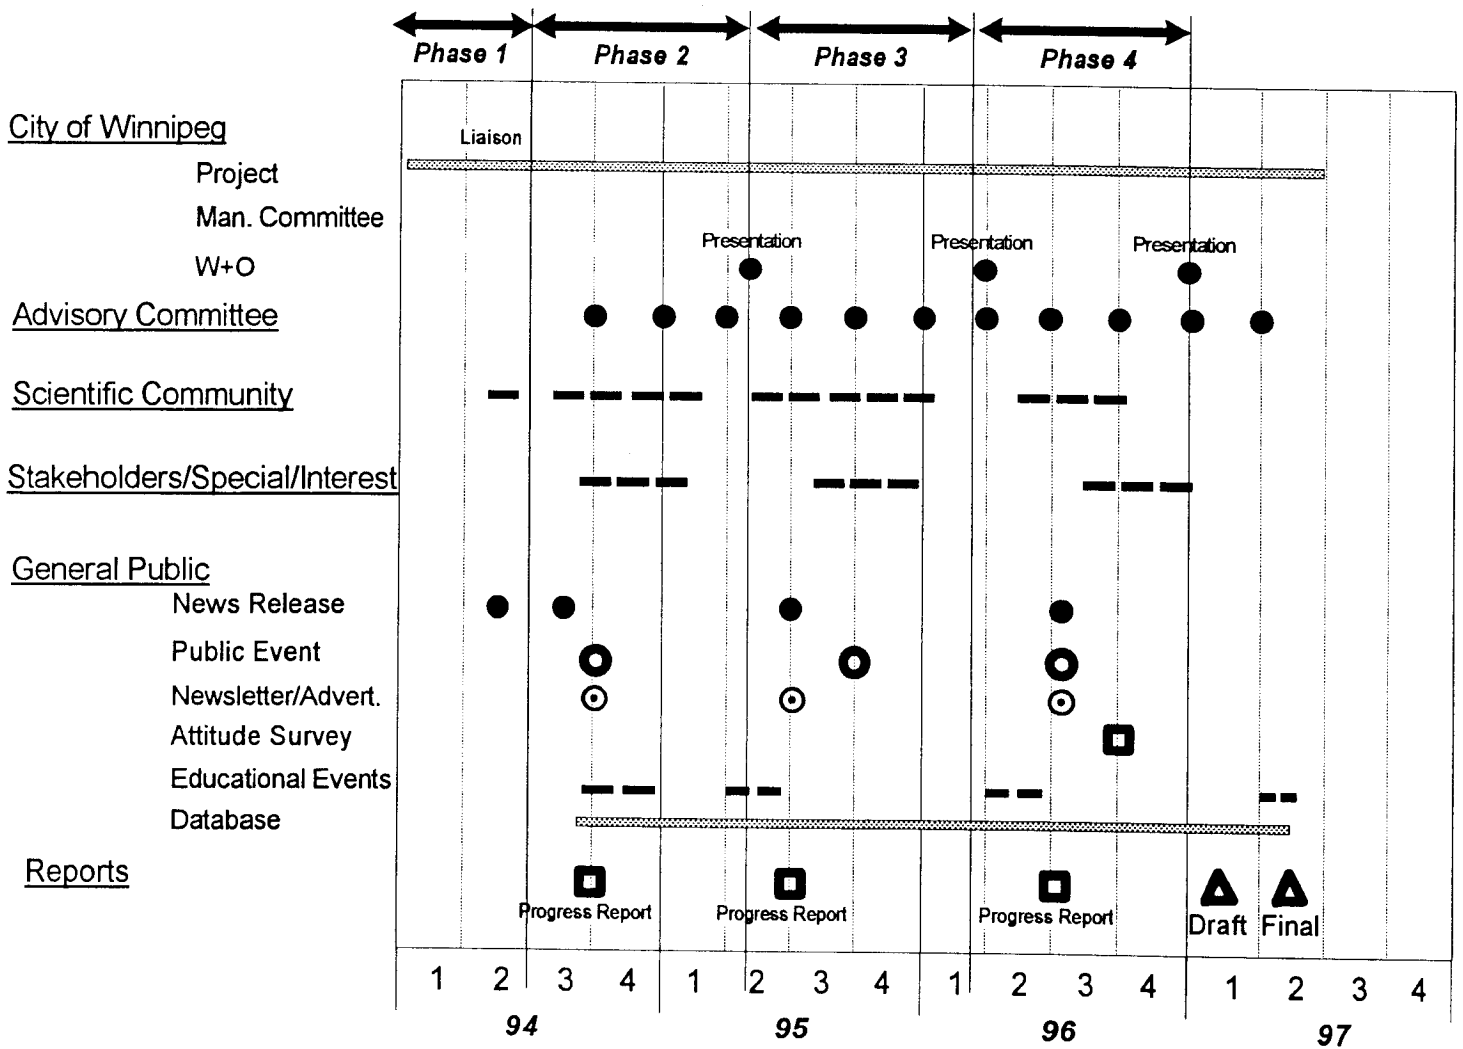 Phase 1 Phase 2 Phase 3 Phase 4
City of Winnipeg
Liaison
Project
Man. Committee
Presentation Presentation Presentation
W+O
Advisory Committee
Scientific Community
Stakeholders/Special/Interest
General Public
News Release
Public Event
Newsletter/Advert.
Attitude Survey
Educational Events
Database
Reports
Progress Report Progress Report Progress Report Draft Final
1 2 3 4 1 2 3 4 1 2 3 4 1 2 3 4
94 95 96 97